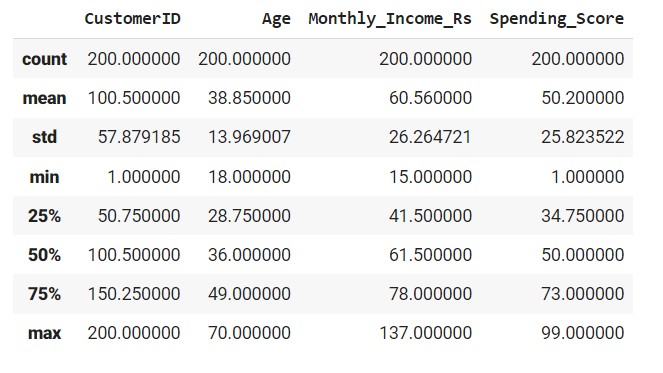 CustomerID Age Monthly_Income_Rs Spending_Score
count 200.000000 200.000000 200.000000 200.000000
mean 100.500000 38.850000 60.560000 50.200000
std 57.879185 13.969007 26.264721 25.823522
min 1.000000 18.000000 15.000000 1.000000
25% 50.750000 28.750000 41.500000 34.750000
50% 100.500000 36.000000 61.500000 50.000000
75% 150.250000 49.000000 78.000000 73.000000
max 200.000000 70.000000 137.000000 99.000000